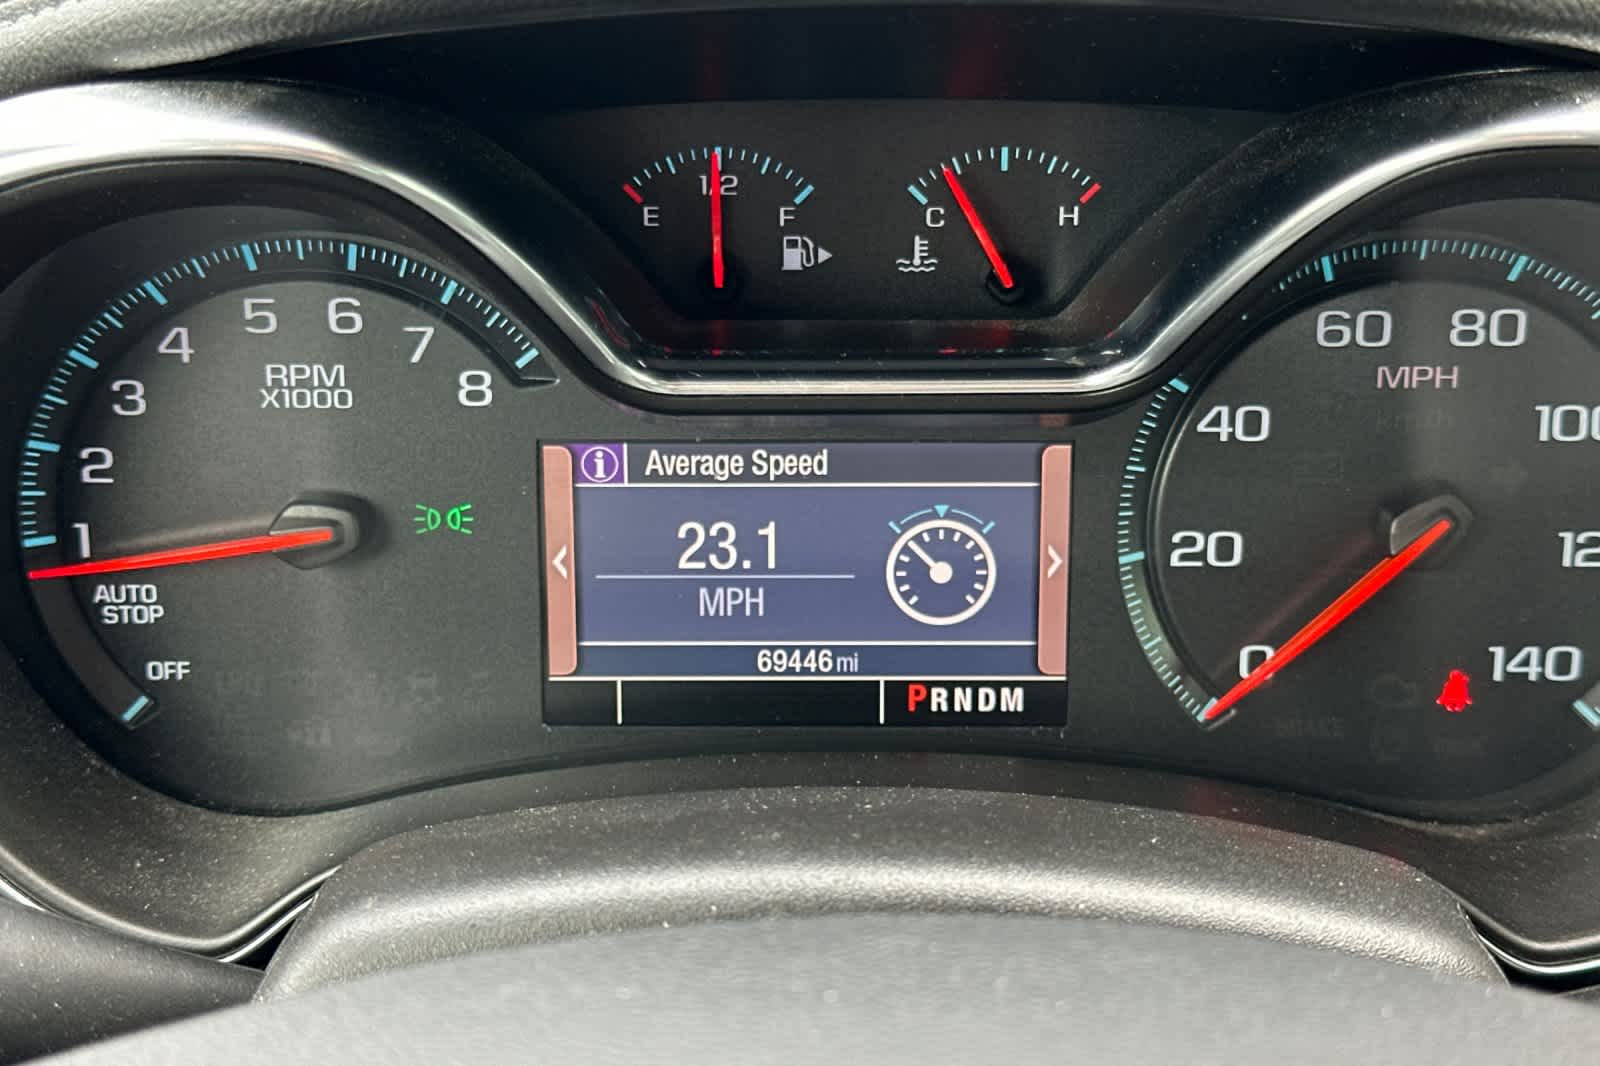 E 1/2 F
C H
1 2 3 4 5 6 7 8
RPM
X1000
AUTO
STOP
OFF
i Average Speed
23.1
MPH
69446 mi
PRNDM
0 20 40 60 80 100 140
MPH